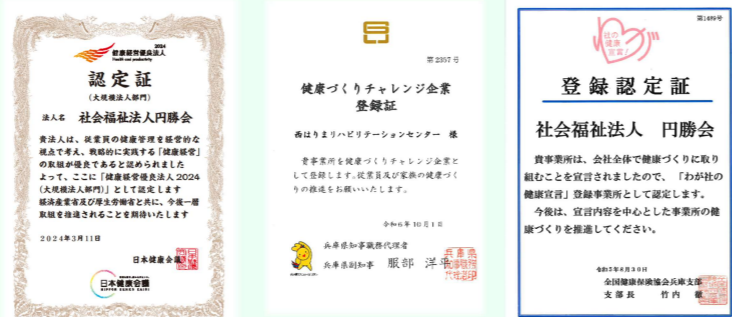 2024
健康経営優良法人
Health and productivity
認定証
(大規模法人部門)
法人名 社会福祉法人円勝会
貴法人は、従業員の健康管理を経営的な
視点で考え、戦略的に実践する「健康経営」
の取組が優良であると認められました
よって、ここに「健康経営優良法人2024
(大規模法人部門)」として認定します
経済産業省及び厚生労働省と共に、今後一層
取組を推進されることを期待いたします
2024年3月11日
日本健康会議
日本健康会議
NIPPON KENKO KAIGI
第2357号
健康づくりチャレンジ企業
登録証
西はりまリハビリテーションセンター 様
貴事業所を健康づくりチャレンジ企業と
して登録します。従業員及び家族の健康づく
りの推進をお願いいたします。
令和6年10月1日
兵庫県知事職務代理者
兵庫県副知事 服部 洋平
第1489号
社の
健康
宣言!
登録認定証
社会福祉法人 円勝会
貴事業所は、会社全体で健康づくりに取り
組むことを宣言されましたので、「わが社の
健康宣言」登録事業所として認定します。
今後は、宣言内容を中心とした事業所の健
康づくりを推進してください。
全国健康保険協会兵庫支部
支部長 竹内